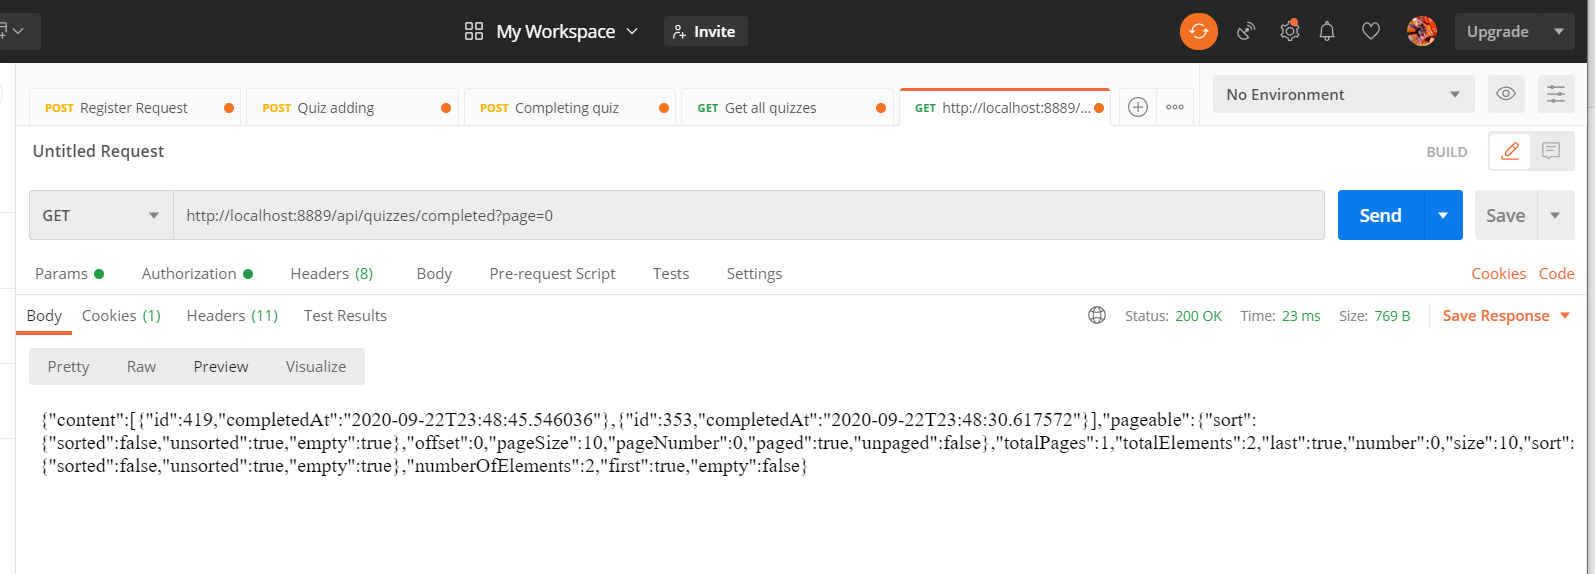 My Workspace
Invite
Upgrade
POST Register Request
POST Quiz adding
POST Completing quiz
GET Get all quizzes
GET http://localhost:8889/...
No Environment
Untitled Request
BUILD
GET
http://localhost:8889/api/quizzes/completed?page=0
Send
Save
Params
Authorization
Headers (8)
Body
Pre-request Script
Tests
Settings
Cookies
Code
Body
Cookies (1)
Headers (11)
Test Results
Status: 200 OK
Time: 23 ms
Size: 769 B
Save Response
Pretty
Raw
Preview
Visualize
{"content":[{"id":419,"completedAt":"2020-09-22T23:48:45.546036"},{"id":353,"completedAt":"2020-09-22T23:48:30.617572"}],"pageable":{"sort":
{"sorted":false,"unsorted":true,"empty":true},"offset":0,"pageSize":10,"pageNumber":0,"paged":true,"unpaged":false},"totalPages":1,"totalElements":2,"last":true,"number":0,"size":10,"sort":
{"sorted":false,"unsorted":true,"empty":true},"numberOfElements":2,"first":true,"empty":false}